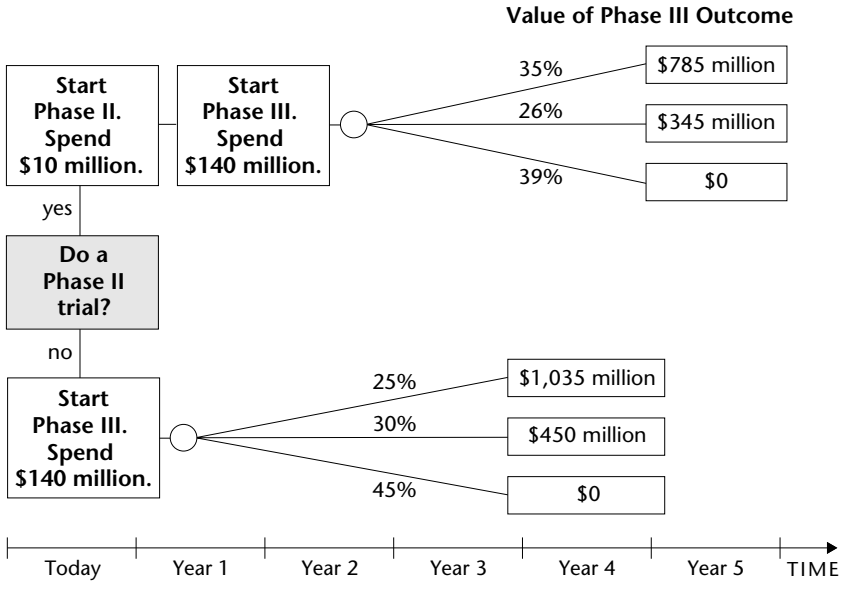 Value of Phase III Outcome
Start
Phase II.
Spend
$10 million.
Start
Phase III.
Spend
$140 million.
35%
26%
39%
$785 million
$345 million
$0
yes
Do a
Phase II
trial?
no
Start
Phase III.
Spend
$140 million.
25%
30%
45%
$1,035 million
$450 million
$0
Today Year 1 Year 2 Year 3 Year 4 Year 5 TIME